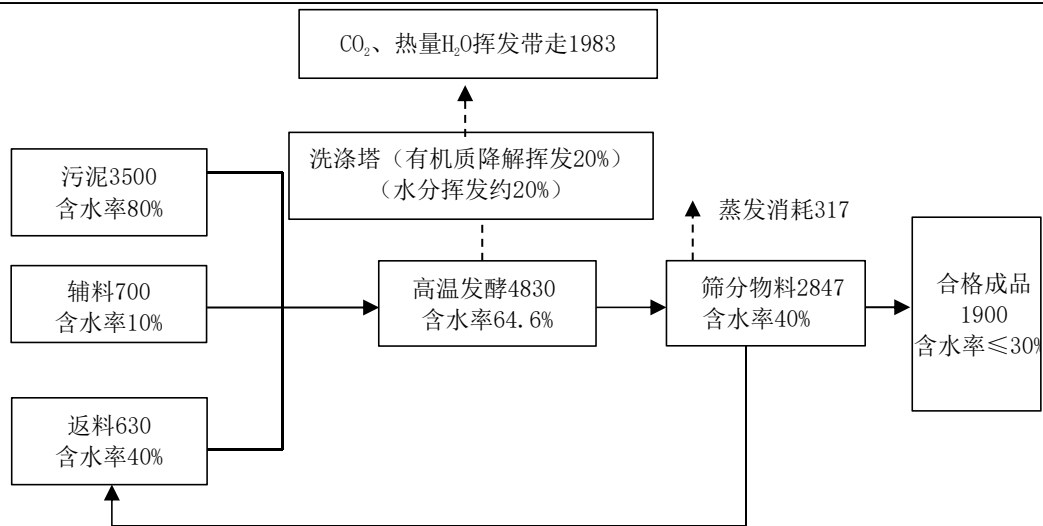 CO₂、热量H₂O挥发带走1983
洗涤塔（有机质降解挥发20%）
（水分挥发约20%）
污泥3500
含水率80%
蒸发消耗317
辅料700
含水率10%
高温发酵4830
含水率64.6%
筛分物料2847
含水率40%
合格成品
1900
含水率≤30%
返料630
含水率40%